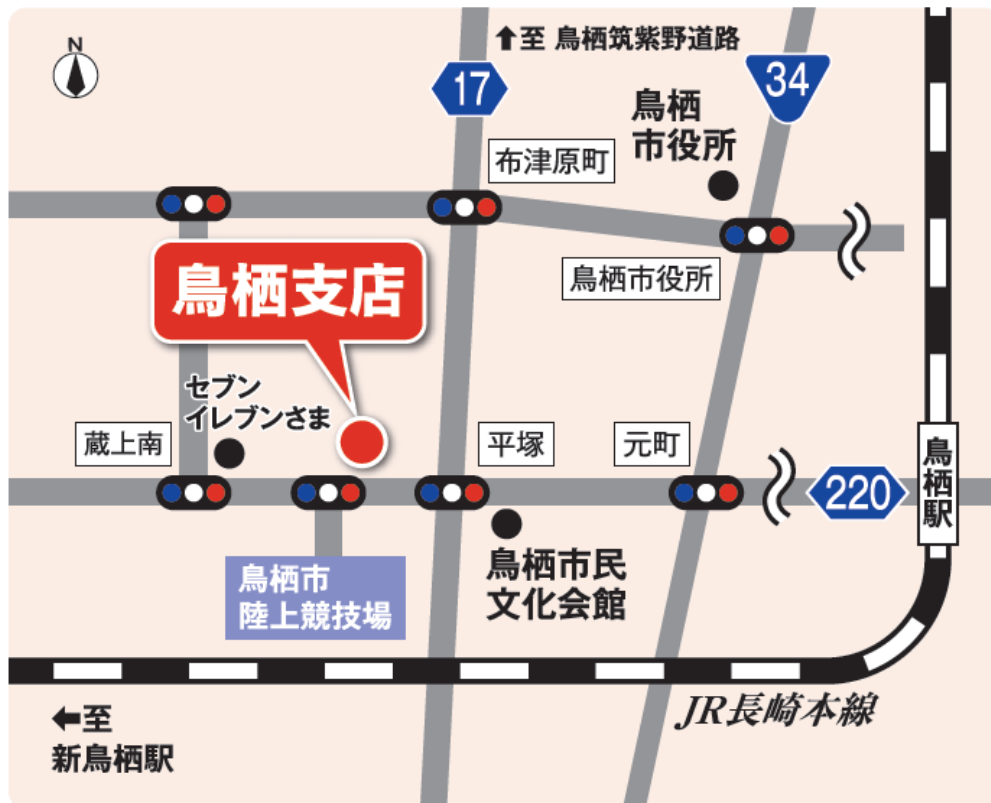 N
↑至 鳥栖筑紫野道路
17
34
鳥栖
市役所
布津原町
鳥栖市役所
鳥栖支店
セブン
イレブンさま
蔵上南
平塚
元町
220
鳥栖駅
鳥栖市
陸上競技場
鳥栖市民
文化会館
JR長崎本線
←至
新鳥栖駅